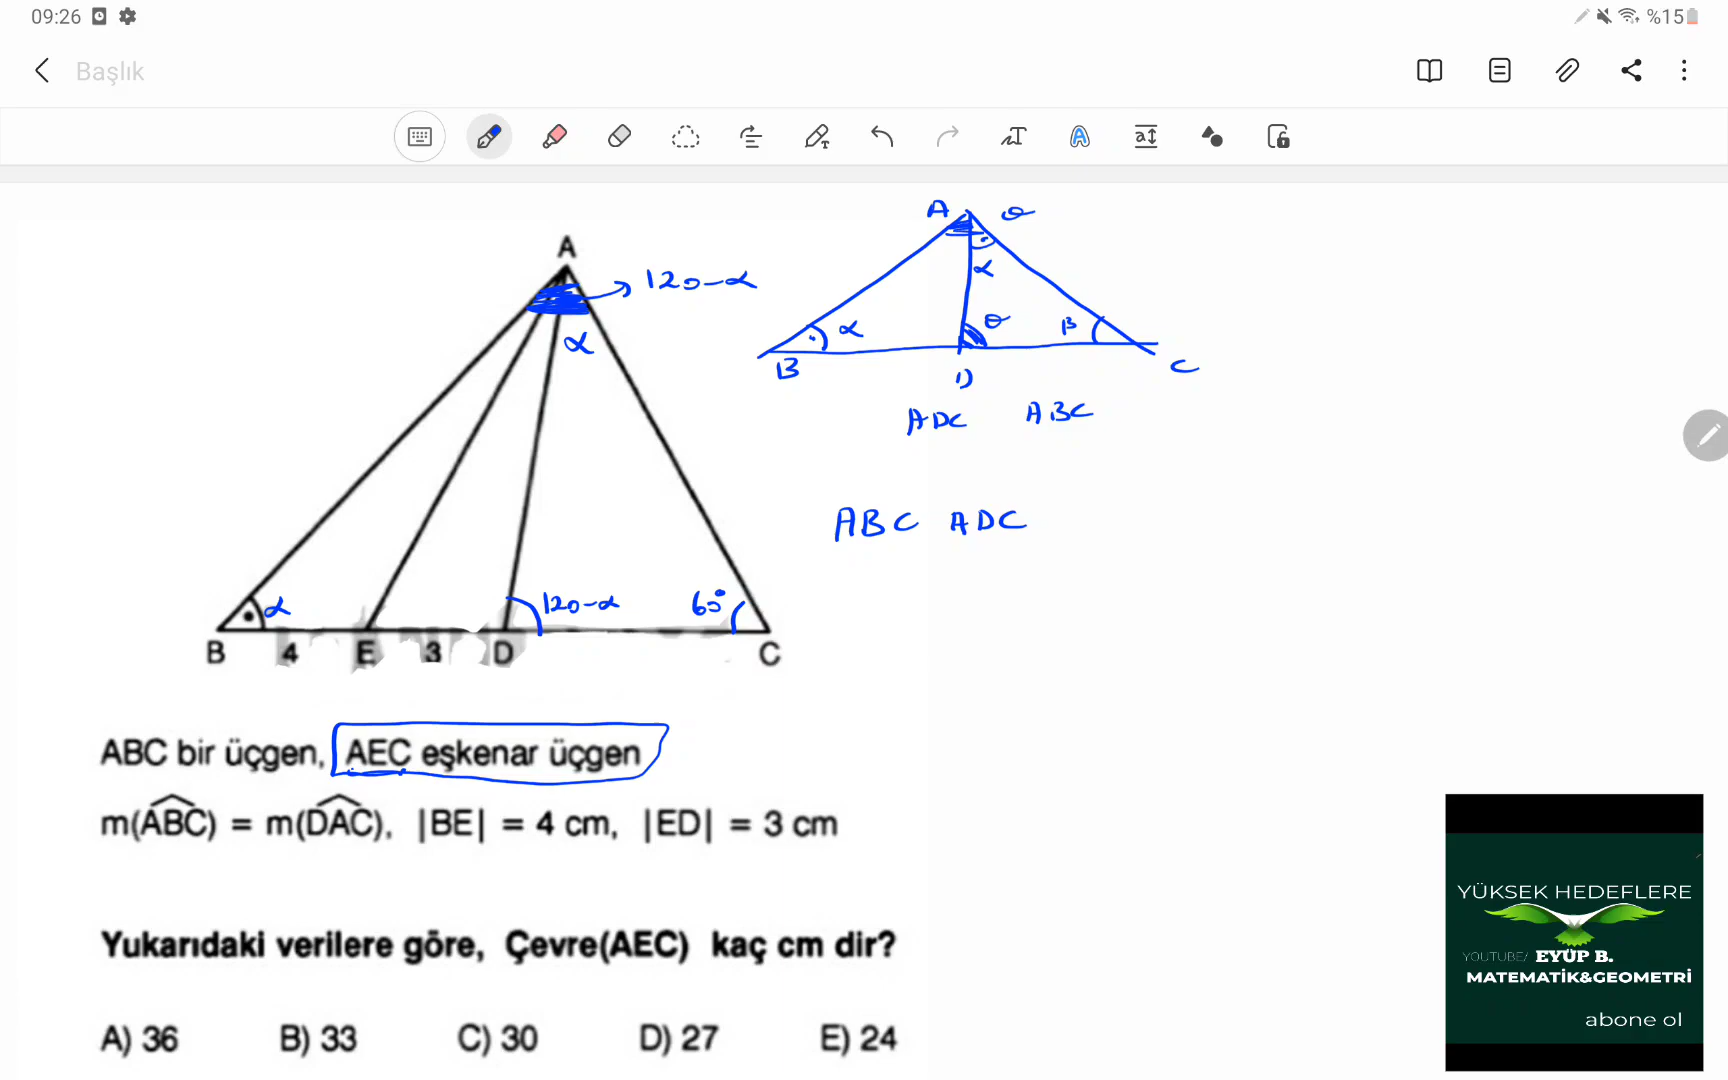 09:26
%15
Başlık
A
120-α
α
α
120-α
60°
B 4 E 3 D C
A θ
α
α θ β
B D C
ADC ABC
ABC ADC
ABC bir üçgen, AEC eşkenar üçgen
m(ABC) = m(DAC), |BE| = 4 cm, |ED| = 3 cm
Yukarıdaki verilere göre, Çevre(AEC) kaç cm dir?
A) 36 B) 33 C) 30 D) 27 E) 24
YÜKSEK HEDEFLERE
YOUTUBE/ EYÜP B.
MATEMATİK&GEOMETRİ
abone ol